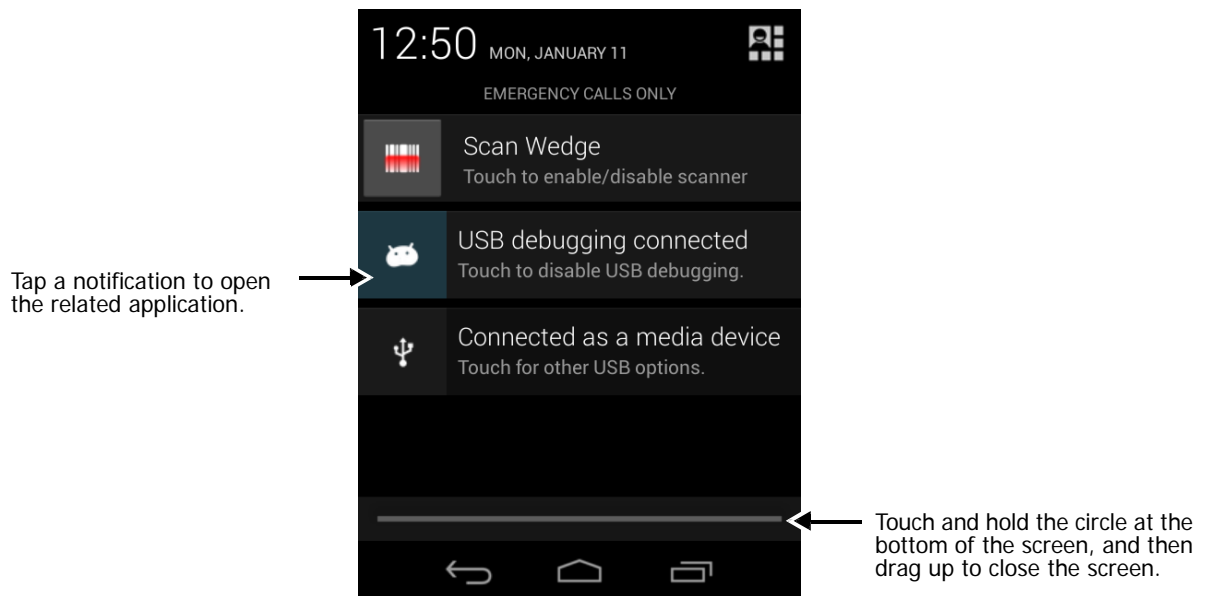 12:50 MON, JANUARY 11
EMERGENCY CALLS ONLY
Scan Wedge
Touch to enable/disable scanner
USB debugging connected
Touch to disable USB debugging.
Tap a notification to open
the related application.
Connected as a media device
Touch for other USB options.
Touch and hold the circle at the
bottom of the screen, and then
drag up to close the screen.